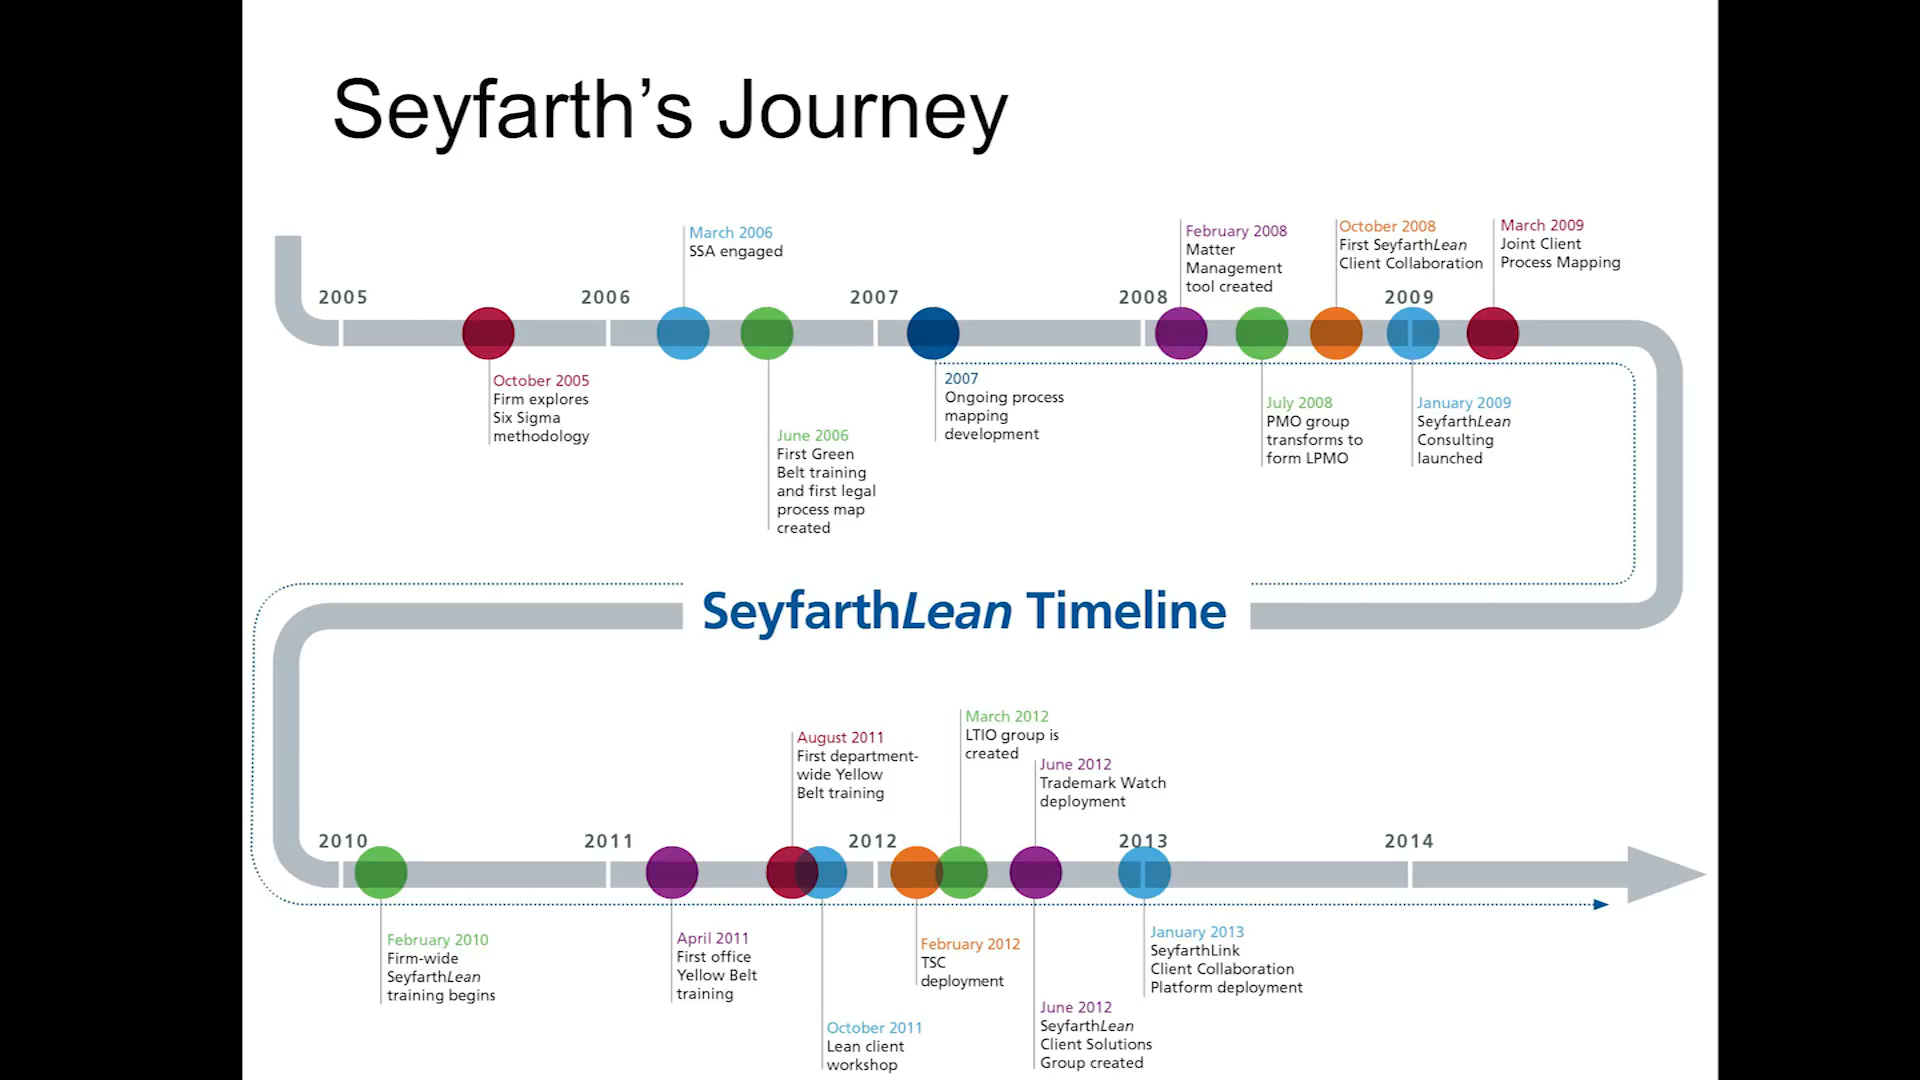 Seyfarth's Journey
March 2006
SSA engaged
February 2008
Matter
Management
tool created
October 2008
First SeyfarthLean
Client Collaboration
March 2009
Joint Client
Process Mapping
2005
2006
2007
2008
2009
October 2005
Firm explores
Six Sigma
methodology
June 2006
First Green
Belt training
and first legal
process map
created
2007
Ongoing process
mapping
development
July 2008
PMO group
transforms to
form LPMO
January 2009
SeyfarthLean
Consulting
launched
SeyfarthLean Timeline
August 2011
First department-
wide Yellow
Belt training
March 2012
LTIO group is
created
June 2012
Trademark Watch
deployment
2010
2011
2012
2013
2014
February 2010
Firm-wide
SeyfarthLean
training begins
April 2011
First office
Yellow Belt
training
October 2011
Lean client
workshop
February 2012
TSC
deployment
June 2012
SeyfarthLean
Client Solutions
Group created
January 2013
SeyfarthLink
Client Collaboration
Platform deployment